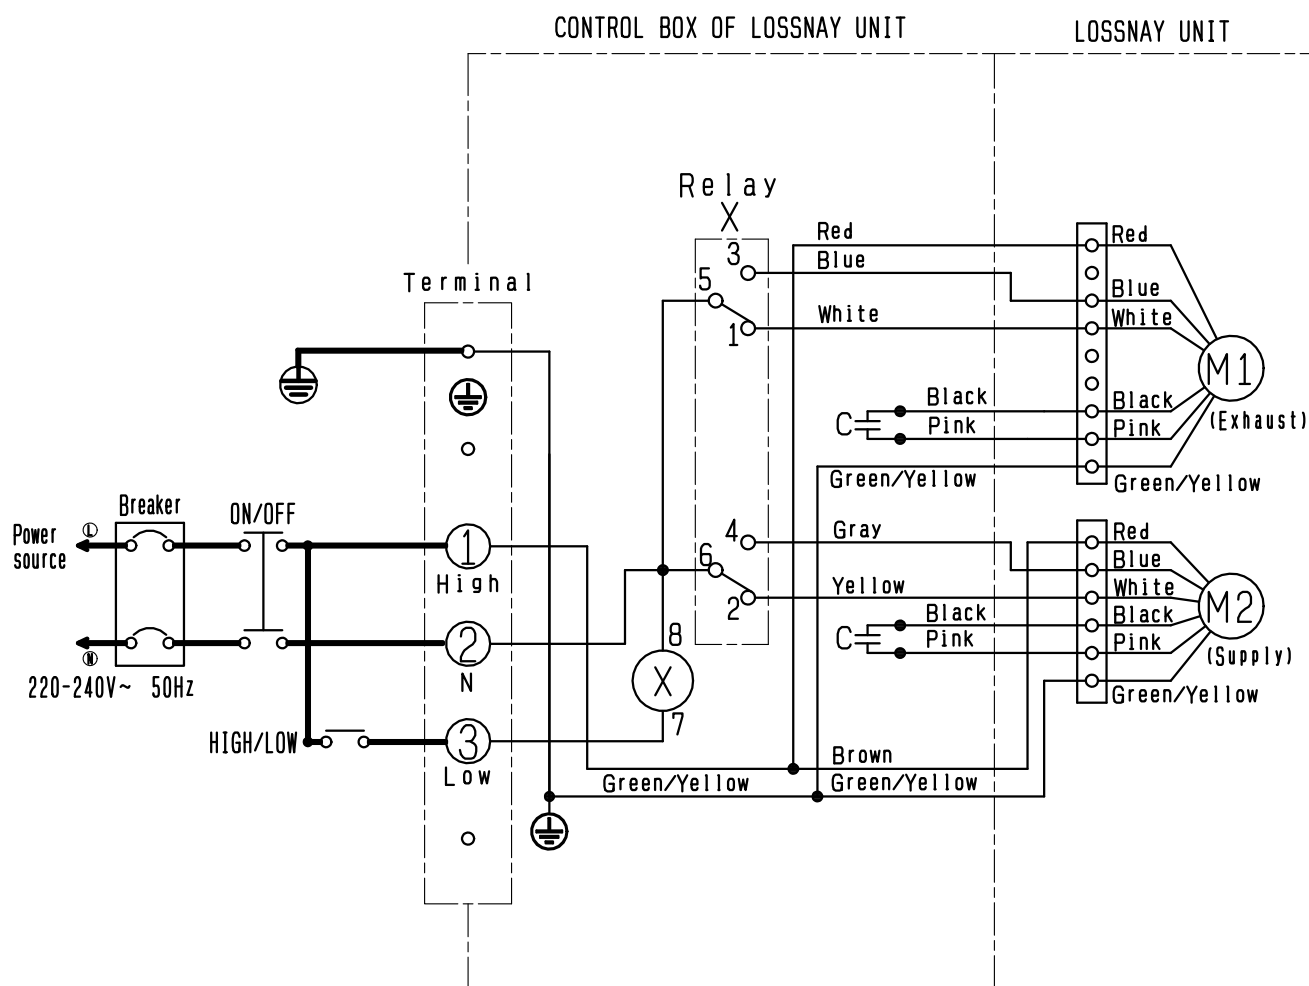 CONTROL BOX OF LOSSNAY UNIT
LOSSNAY UNIT
Relay
X
Terminal
3
5
1
Red
Blue
White
Red
Blue
White
M1
(Exhaust)
C
Black
Pink
Black
Pink
Green/Yellow
Green/Yellow
Breaker
ON/OFF
Power
source
L
1
High
4
6
2
Gray
Yellow
Red
Blue
White
M2
(Supply)
C
Black
Pink
Black
Pink
Green/Yellow
N
2
N
220-240V~ 50Hz
8
X
7
HIGH/LOW
3
Low
Brown
Green/Yellow
Green/Yellow